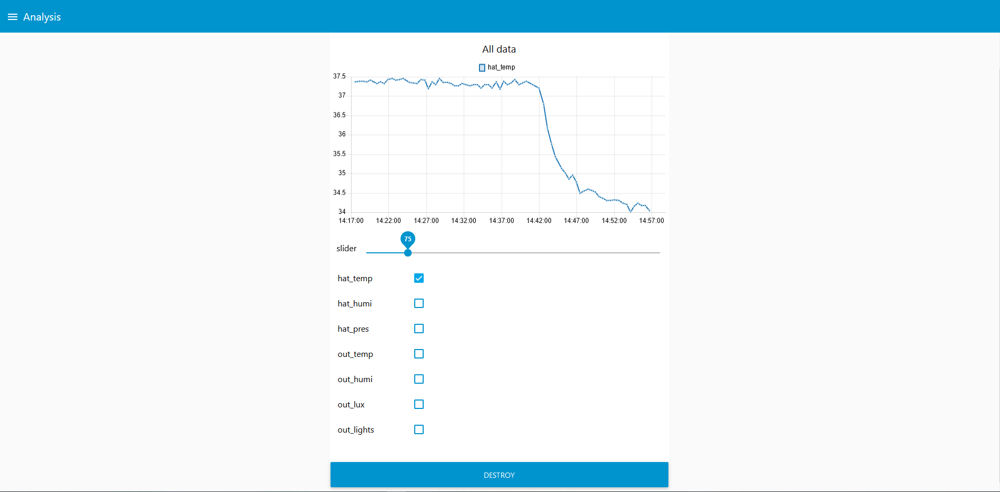 Analysis
All data
hat_temp
37.5
37
36.5
36
35.5
35
34.5
34
14:17:00 14:22:00 14:27:00 14:32:00 14:37:00 14:42:00 14:47:00 14:52:00 14:57:00
75
slider
hat_temp
hat_humi
hat_pres
out_temp
out_humi
out_lux
out_lights
DESTROY